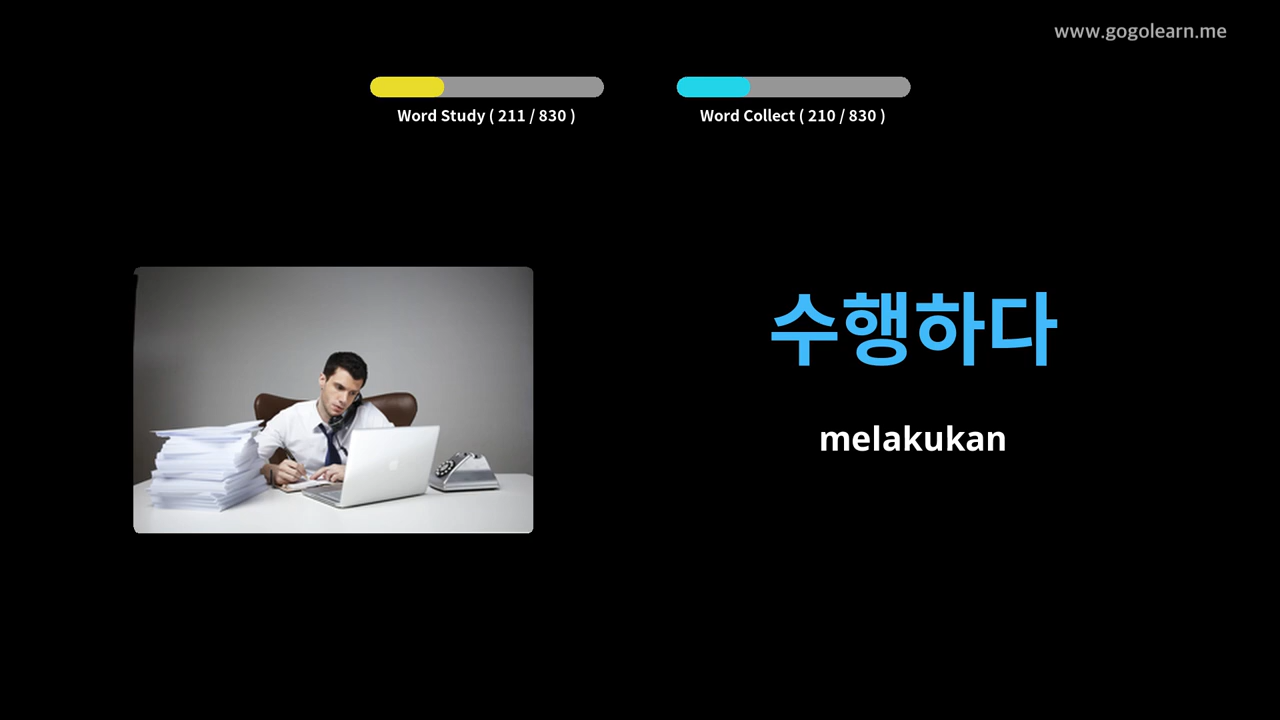 www.gogolearn.me
Word Study ( 211 / 830 )
Word Collect ( 210 / 830 )
수행하다
melakukan